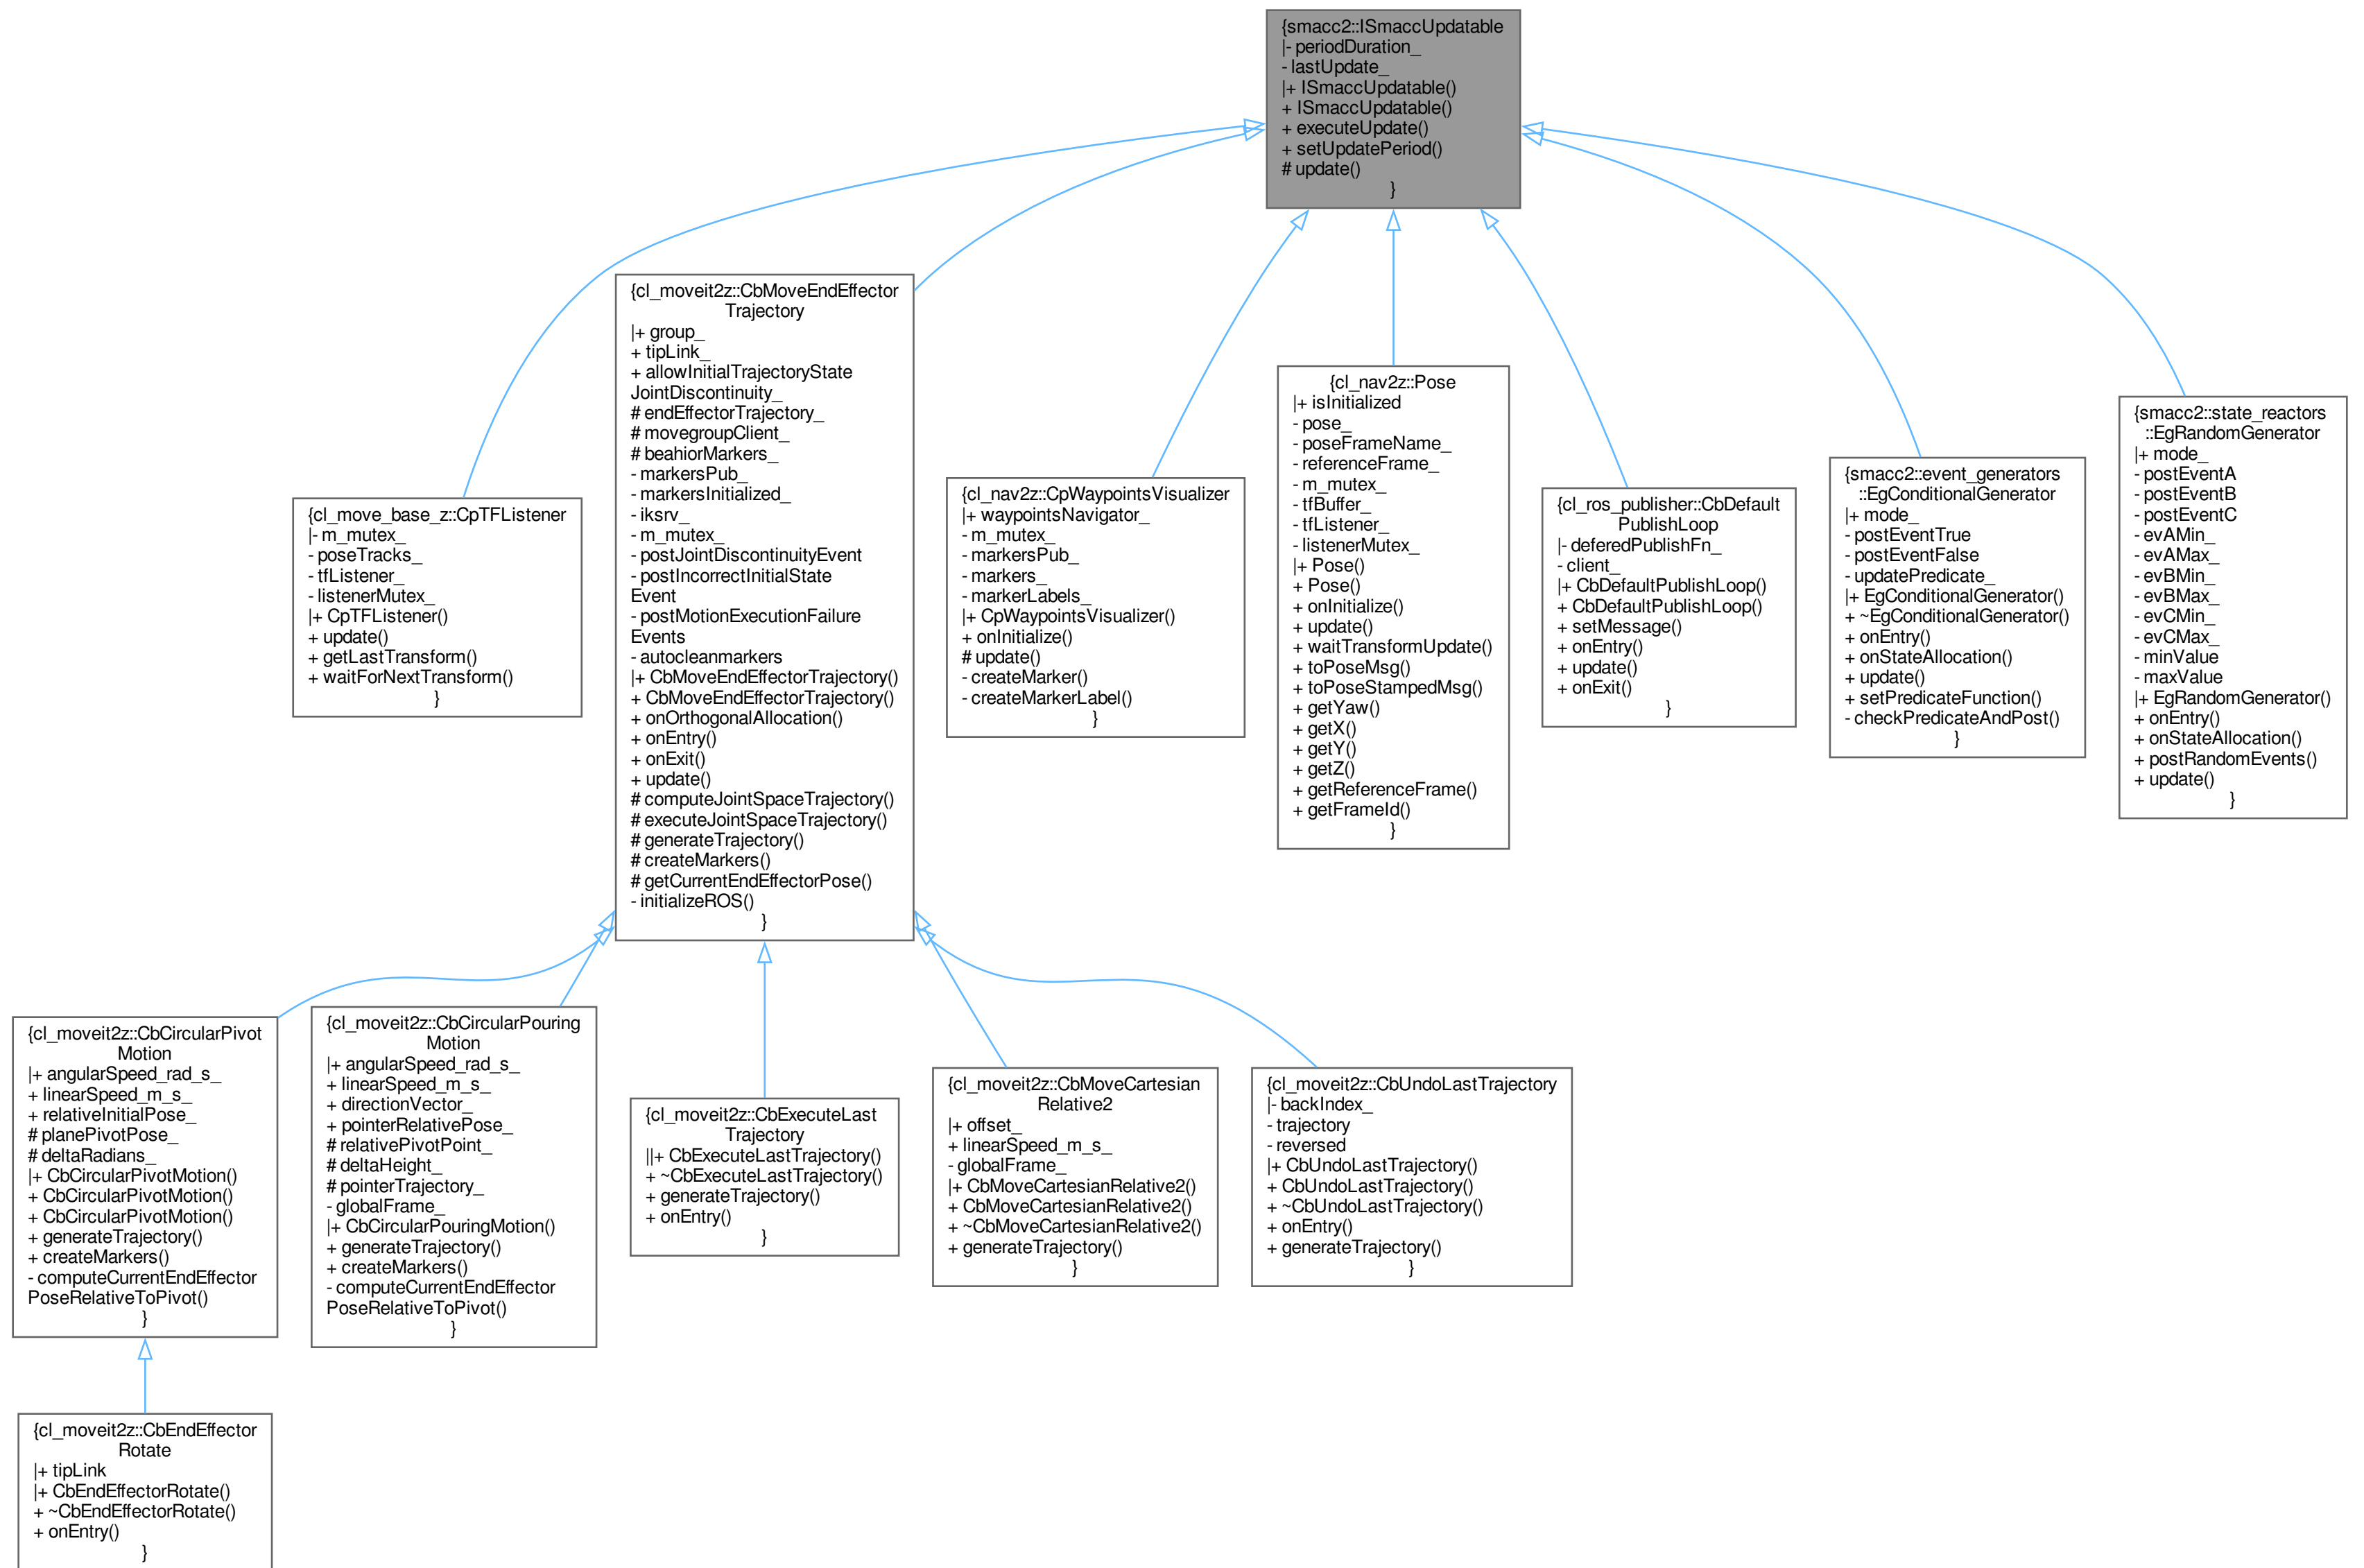 {smacc2::ISmaccUpdatable
|- periodDuration_
- lastUpdate_
|+ ISmaccUpdatable()
+ ISmaccUpdatable()
+ executeUpdate()
+ setUpdatePeriod()
# update()
}
{cl_move_base_z::CpTFListener
|- m_mutex_
- poseTracks_
- tfListener_
- listenerMutex_
|+ CpTFListener()
+ update()
+ getLastTransform()
+ waitForNextTransform()
}
{cl_moveit2z::CbMoveEndEffector
Trajectory
|+ group_
+ tipLink_
+ allowInitialTrajectoryState
JointDiscontinuity_
# endEffectorTrajectory_
# movegroupClient_
# beahiorMarkers_
- markersPub_
- markersInitialized_
- iksrv_
- m_mutex_
- postJointDiscontinuityEvent
- postIncorrectInitialState
Event
- postMotionExecutionFailure
Events
- autocleanmarkers
|+ CbMoveEndEffectorTrajectory()
+ CbMoveEndEffectorTrajectory()
+ onOrthogonalAllocation()
+ onEntry()
+ onExit()
+ update()
# computeJointSpaceTrajectory()
# executeJointSpaceTrajectory()
# generateTrajectory()
# createMarkers()
# getCurrentEndEffectorPose()
- initializeROS()
}
{cl_nav2z::CpWaypointsVisualizer
|+ waypointsNavigator_
- m_mutex_
- markersPub_
- markers_
- markerLabels_
|+ CpWaypointsVisualizer()
+ onInitialize()
# update()
- createMarker()
- createMarkerLabel()
}
{cl_nav2z::Pose
|+ isInitialized
- pose_
- poseFrameName_
- referenceFrame_
- m_mutex_
- tfBuffer_
- tfListener_
- listenerMutex_
|+ Pose()
+ Pose()
+ onInitialize()
+ update()
+ waitTransformUpdate()
+ toPoseMsg()
+ toPoseStampedMsg()
+ getYaw()
+ getX()
+ getY()
+ getZ()
+ getReferenceFrame()
+ getFrameId()
}
{cl_ros_publisher::CbDefault
PublishLoop
|- deferedPublishFn_
- client_
|+ CbDefaultPublishLoop()
+ CbDefaultPublishLoop()
+ setMessage()
+ onEntry()
+ update()
+ onExit()
}
{smacc2::event_generators
::EgConditionalGenerator
|+ mode_
- postEventTrue
- postEventFalse
- updatePredicate_
|+ EgConditionalGenerator()
+ ~EgConditionalGenerator()
+ onEntry()
+ onStateAllocation()
+ update()
+ setPredicateFunction()
- checkPredicateAndPost()
}
{smacc2::state_reactors
::EgRandomGenerator
|+ mode_
- postEventA
- postEventB
- postEventC
- evAMin_
- evAMax_
- evBMin_
- evBMax_
- evCMin_
- evCMax_
- minValue
- maxValue
|+ EgRandomGenerator()
+ onEntry()
+ onStateAllocation()
+ postRandomEvents()
+ update()
}
{cl_moveit2z::CbCircularPivot
Motion
|+ angularSpeed_rad_s_
+ linearSpeed_m_s_
+ relativeInitialPose_
# planePivotPose_
# deltaRadians_
|+ CbCircularPivotMotion()
+ CbCircularPivotMotion()
+ CbCircularPivotMotion()
+ generateTrajectory()
+ createMarkers()
- computeCurrentEndEffector
PoseRelativeToPivot()
}
{cl_moveit2z::CbCircularPouring
Motion
|+ angularSpeed_rad_s_
+ linearSpeed_m_s_
+ directionVector_
+ pointerRelativePose_
# relativePivotPoint_
# deltaHeight_
# pointerTrajectory_
- globalFrame_
|+ CbCircularPouringMotion()
+ generateTrajectory()
+ createMarkers()
- computeCurrentEndEffector
PoseRelativeToPivot()
}
{cl_moveit2z::CbExecuteLast
Trajectory
||+ CbExecuteLastTrajectory()
+ ~CbExecuteLastTrajectory()
+ generateTrajectory()
+ onEntry()
}
{cl_moveit2z::CbMoveCartesian
Relative2
|+ offset_
+ linearSpeed_m_s_
- globalFrame_
|+ CbMoveCartesianRelative2()
+ CbMoveCartesianRelative2()
+ ~CbMoveCartesianRelative2()
+ generateTrajectory()
}
{cl_moveit2z::CbUndoLastTrajectory
|- backIndex_
- trajectory
- reversed
|+ CbUndoLastTrajectory()
+ CbUndoLastTrajectory()
+ ~CbUndoLastTrajectory()
+ onEntry()
+ generateTrajectory()
}
{cl_moveit2z::CbEndEffector
Rotate
|+ tipLink
|+ CbEndEffectorRotate()
+ ~CbEndEffectorRotate()
+ onEntry()
}